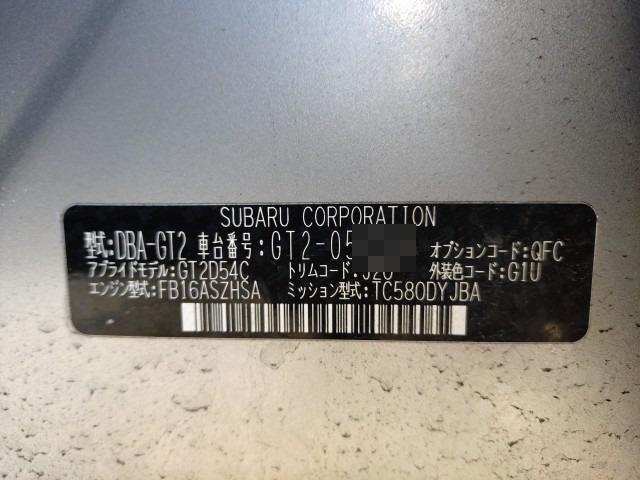 SUBARU CORPORATION
型式:DBA-GT2 車台番号:GT2-05 オプションコード:QFC
アプライドモデル:GT2D54C トリムコード: 外装色コード:G1U
エンジン型式:FB16ASZHSA ミッション型式:TC580DYJBA